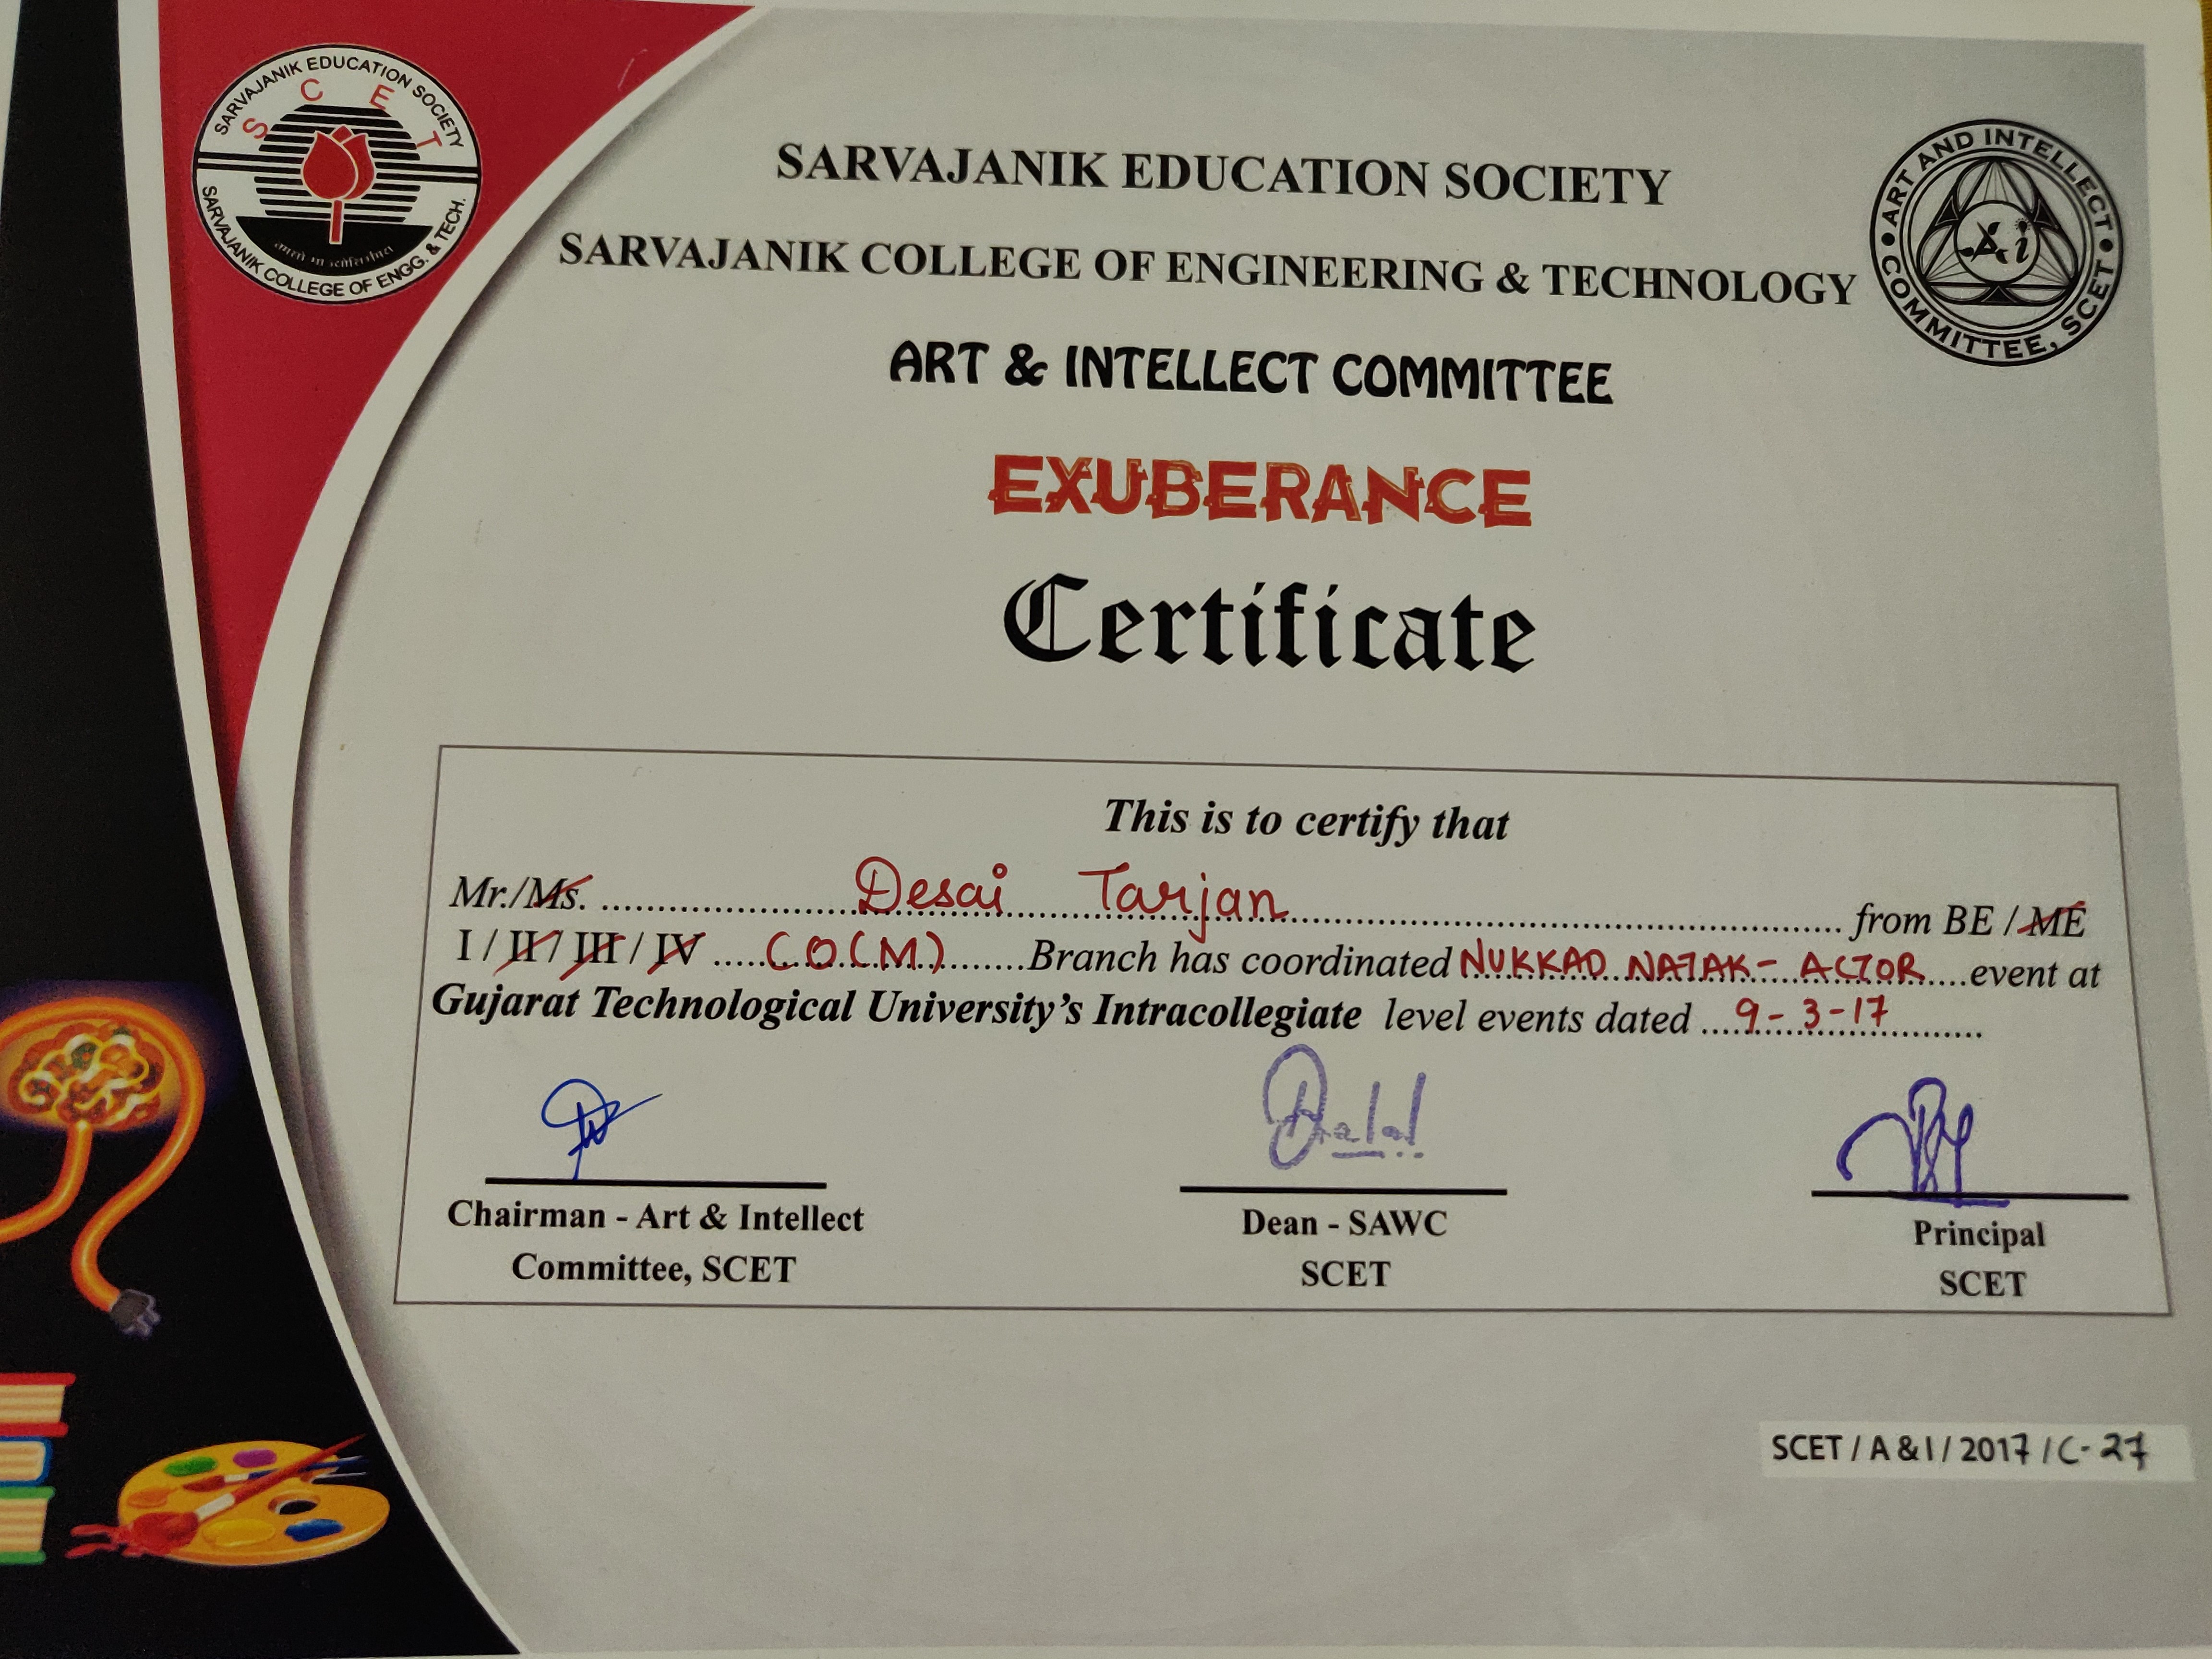 SARVAJANIK EDUCATION SOCIETY
S C E T
SARVAJANIK COLLEGE OF ENGG. & TECH.
ART AND INTELLECT
COMMITTEE, SCET
SARVAJANIK EDUCATION SOCIETY
SARVAJANIK COLLEGE OF ENGINEERING & TECHNOLOGY
ART & INTELLECT COMMITTEE
EXUBERANCE
Certificate
This is to certify that
Mr./Ms. Desai Tarjan from BE / ME
I / II / III / IV CO(M) Branch has coordinated NUKKAD NATAK - ACTOR event at
Gujarat Technological University's Intracollegiate level events dated 9-3-17
Chairman - Art & Intellect
Committee, SCET
Dean - SAWC
SCET
Principal
SCET
SCET / A & I / 2017 / C-27